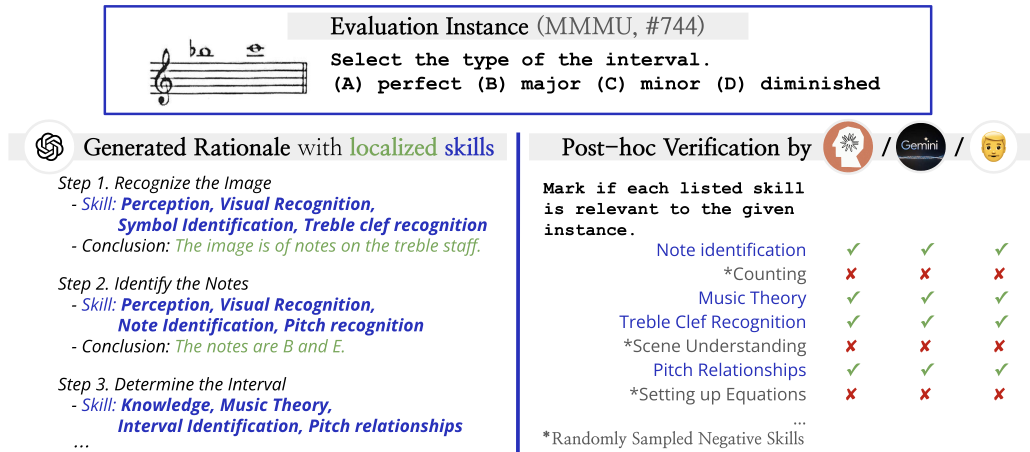 Evaluation Instance (MMMU, #744)
Select the type of the interval.
(A) perfect (B) major (C) minor (D) diminished
Generated Rationale with localized skills
Step 1. Recognize the Image
- Skill: Perception, Visual Recognition,
Symbol Identification, Treble clef recognition
- Conclusion: The image is of notes on the treble staff.
Step 2. Identify the Notes
- Skill: Perception, Visual Recognition,
Note Identification, Pitch recognition
- Conclusion: The notes are B and E.
Step 3. Determine the Interval
- Skill: Knowledge, Music Theory,
Interval Identification, Pitch relationships
...
Post-hoc Verification by / Gemini /
Mark if each listed skill
is relevant to the given
instance.
Note identification ✓ ✓ ✓
*Counting ✘ ✘ ✘
Music Theory ✓ ✓ ✓
Treble Clef Recognition ✓ ✓ ✓
*Scene Understanding ✘ ✘ ✘
Pitch Relationships ✓ ✓ ✓
*Setting up Equations ✘ ✘ ✘
...
*Randomly Sampled Negative Skills